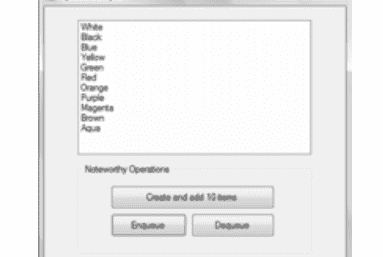 White
Black
Blue
Yellow
Green
Red
Orange
Purple
Magenta
Brown
Aqua
Noteworthy Operations
Create and add 10 items
Enqueue
Dequeue